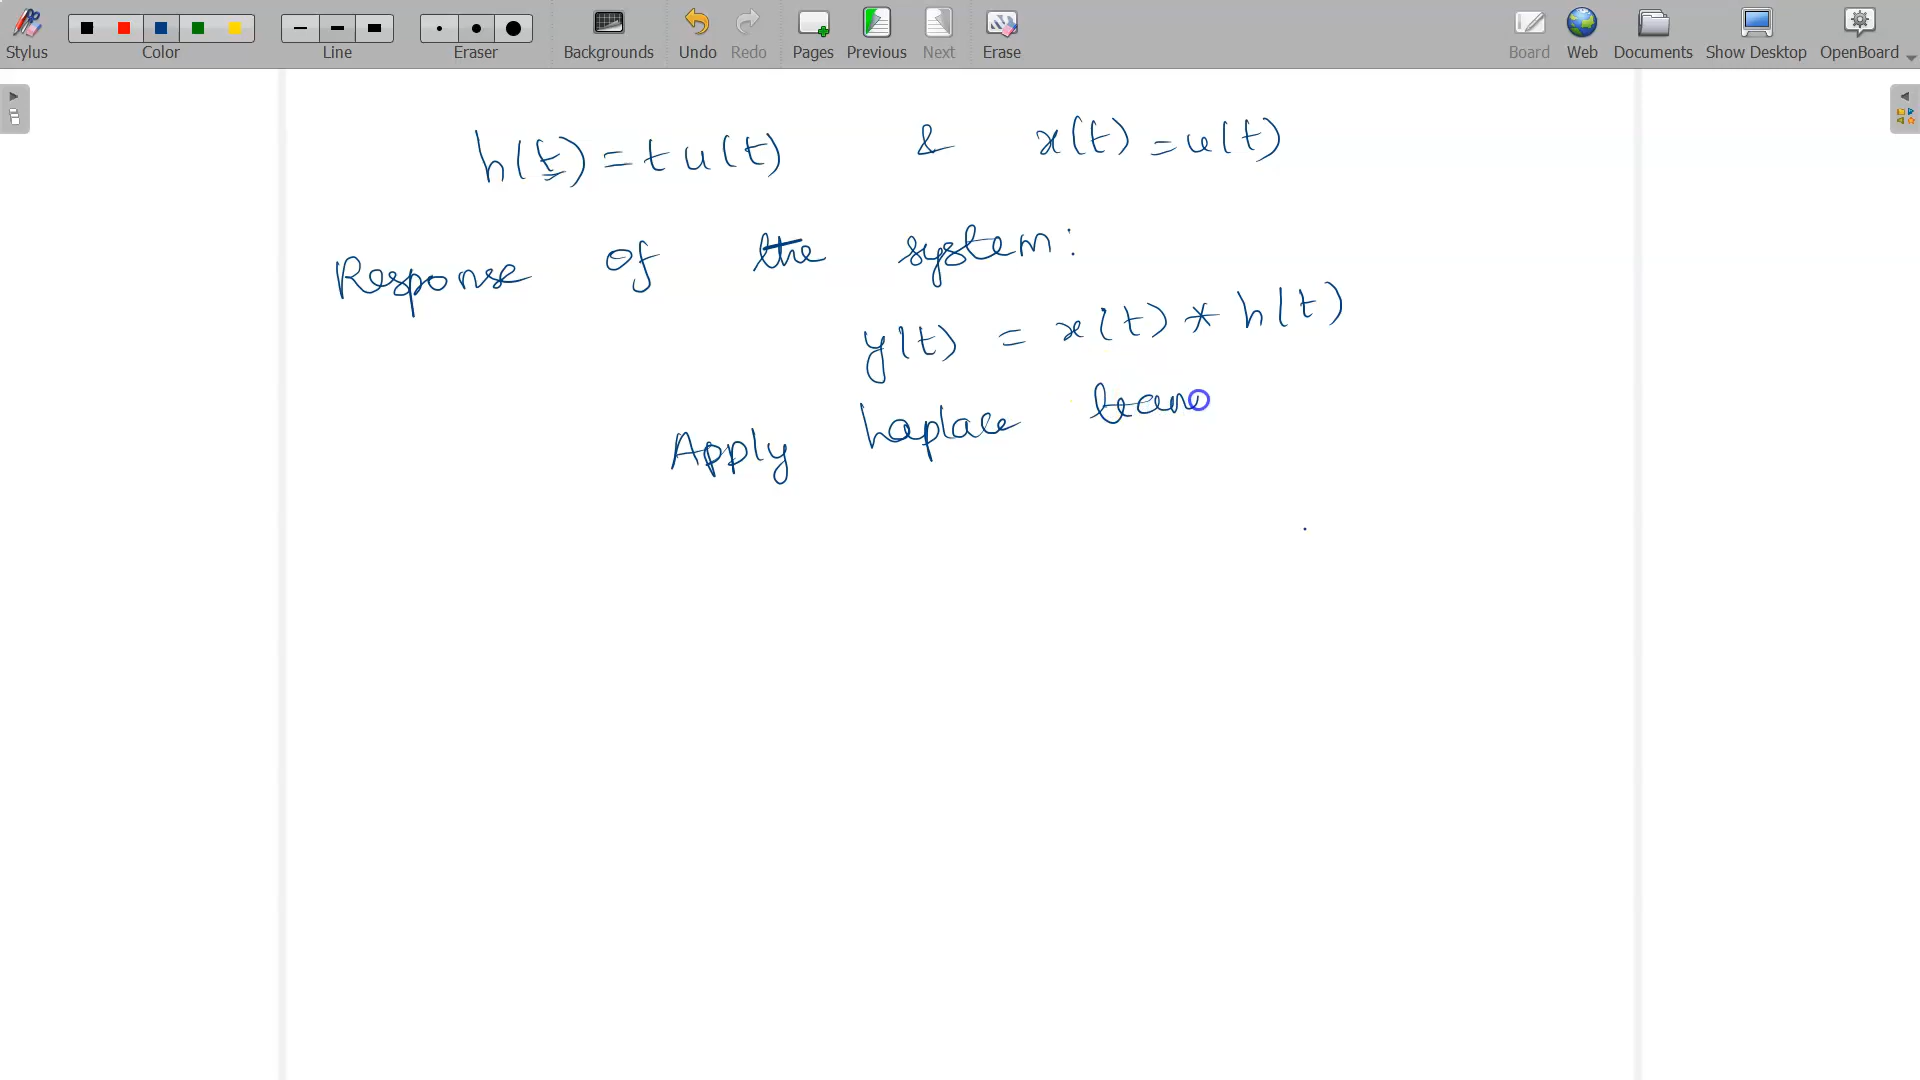 Stylus Color Line Eraser Backgrounds Undo Redo Pages Previous Next Erase Board Web Documents Show Desktop OpenBoard
h(t) = t u(t) & x(t) = u(t)
Response of the system:
y(t) = x(t) * h(t)
Apply Laplace trans